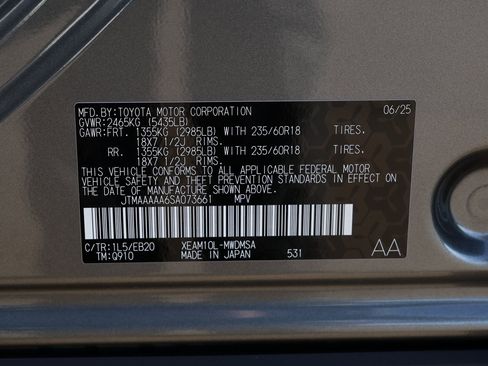 MFD.BY:TOYOTA MOTOR CORPORATION 06/25
GVWR:2465KG (5435LB)
GAWR:FRT. 1355KG (2985LB) WITH 235/60R18 TIRES.
18X7 1/2J RIMS.
RR. 1355KG (2985LB) WITH 235/60R18 TIRES.
18X7 1/2J RIMS.
THIS VEHICLE CONFORMS TO ALL APPLICABLE FEDERAL MOTOR
VEHICLE SAFETY AND THEFT PREVENTION STANDARDS IN EFFECT
ON THE DATE OF MANUFACTURE SHOWN ABOVE.
JTMAAAAA6SA073661 MPV
C/TR:1L5/EB20 XEAM10L-MWDMSA
TM:Q910 MADE IN JAPAN 531 AA